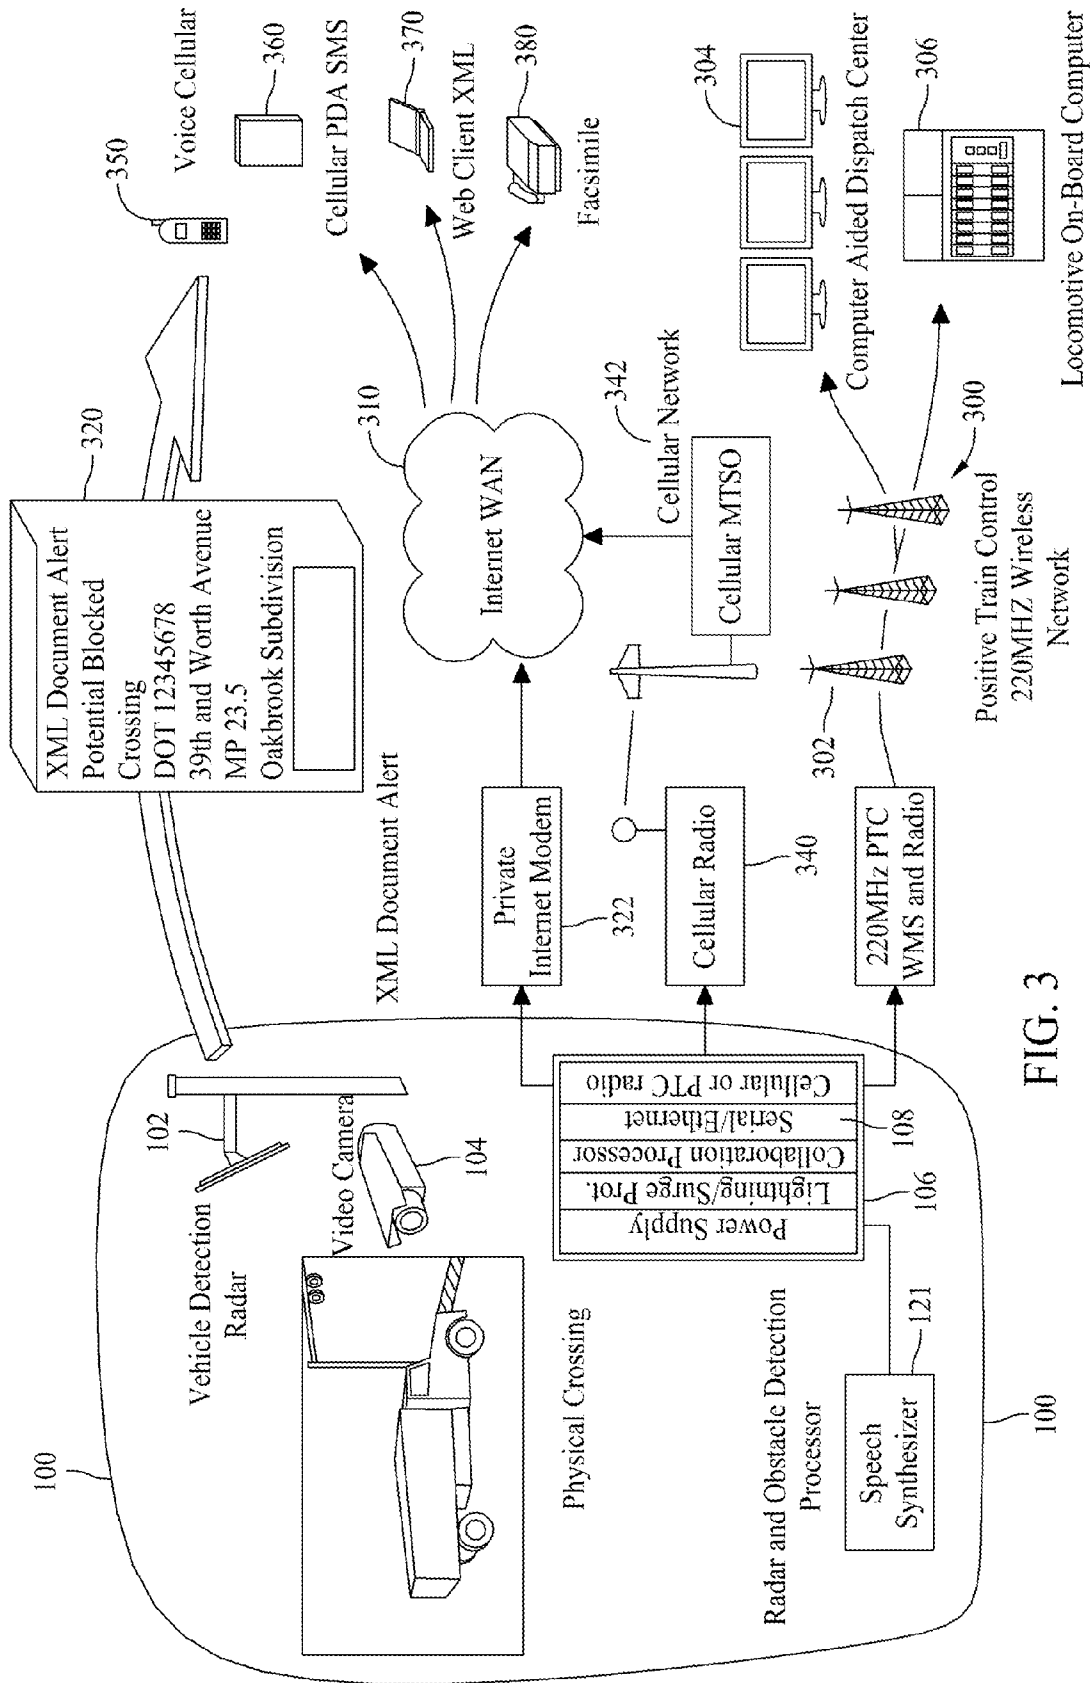 100
Vehicle Detection
Radar
102
Video Camera
104
Physical Crossing
Radar and Obstacle Detection
Processor
Speech
Synthesizer
121
100
Power Supply
Lightning/Surge Prot.
Collaboration Processor
Serial/Ethernet
Cellular or PTC radio
106
108
XML Document Alert
Potential Blocked
Crossing
DOT 12345678
39th and Worth Avenue
MP 23.5
Oakbrook Subdivision
320
XML Document Alert
Private
Internet Modem
322
Cellular Radio
340
220MHz PTC
WMS and Radio
Internet WAN
310
Cellular MTSO
Cellular Network
342
302
300
Positive Train Control
220MHZ Wireless
Network
350
Voice Cellular
360
Cellular PDA SMS
370
Web Client XML
380
Facsimile
304
Computer Aided Dispatch Center
306
Locomotive On-Board Computer
FIG. 3